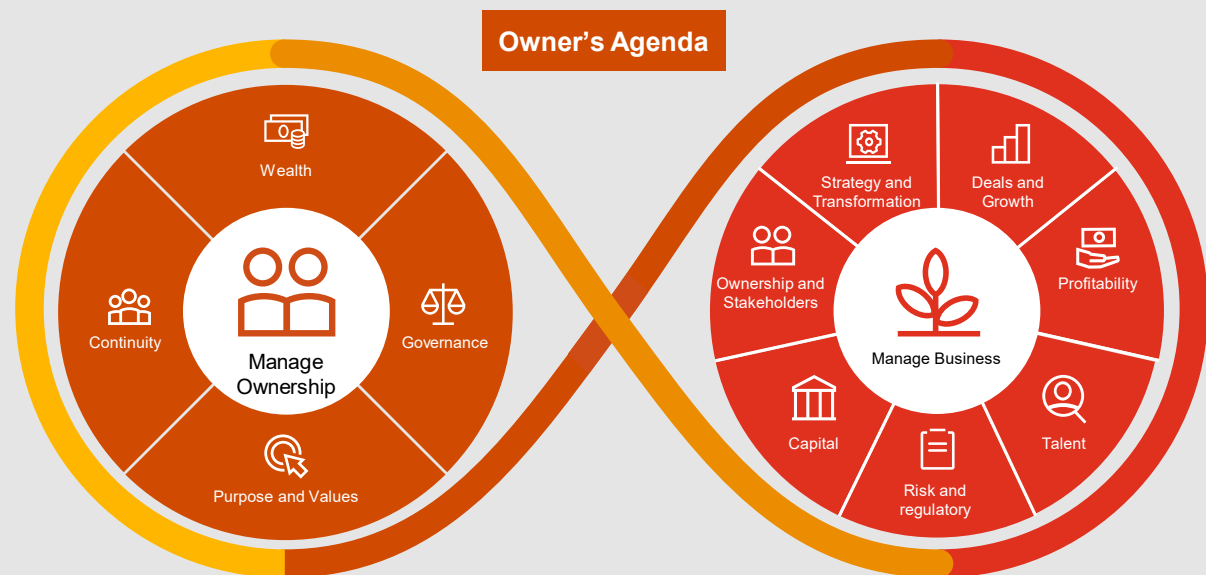 Owner’s Agenda
Wealth
Continuity
Manage
Ownership
Governance
Purpose and Values
Strategy and
Transformation
Deals and
Growth
Ownership and
Stakeholders
Profitability
Manage Business
Capital
Talent
Risk and
regulatory